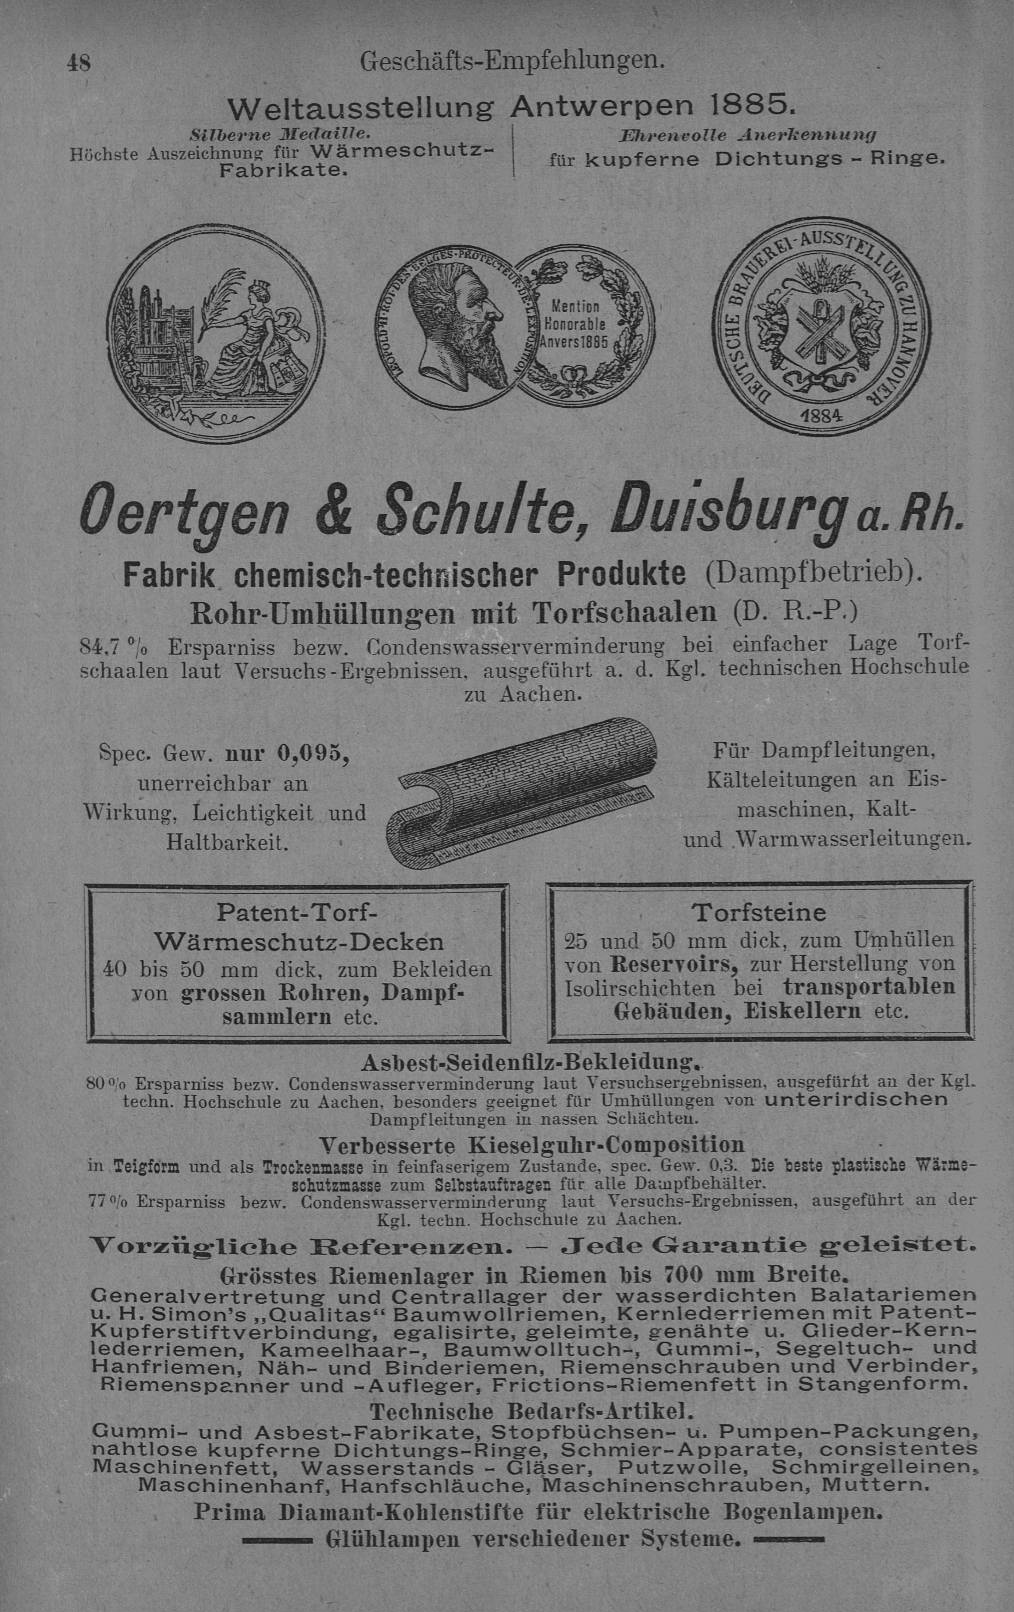 48
Geschäfts-Empfehlungen.
Weltausstellung Antwerpen 1885.
Silberne Medaille.
Höchste Auszeichnung für Wärmeschutz-
Fabrikate.
Ehrenvolle Anerkennung
für kupferne Dichtungs - Ringe.
LEOPOLD·II·ROI·DES·BELGES·PROTECTEUR·DE·L'EXPOSITION
Mention
Honorable
Anvers 1885
DEUTSCHE BRAUEREI-AUSSTELLUNG ZU HANNOVER
1884
Oertgen & Schulte, Duisburg a. Rh.
Fabrik chemisch-technischer Produkte (Dampfbetrieb).
Rohr-Umhüllungen mit Torfschaalen (D. R.-P.)
84,7 % Ersparniss bezw. Condenswasserverminderung bei einfacher Lage Torf-
schaalen laut Versuchs-Ergebnissen, ausgeführt a. d. Kgl. technischen Hochschule
zu Aachen.
Spec. Gew. nur 0,095,
unerreichbar an
Wirkung, Leichtigkeit und
Haltbarkeit.
Für Dampfleitungen,
Kälteleitungen an Eis-
maschinen, Kalt-
und Warmwasserleitungen.
Patent-Torf-
Wärmeschutz-Decken
40 bis 50 mm dick, zum Bekleiden
von grossen Rohren, Dampf-
sammlern etc.
Torfsteine
25 und 50 mm dick, zum Umhüllen
von Reservoirs, zur Herstellung von
Isolirschichten bei transportablen
Gebäuden, Eiskellern etc.
Asbest-Seidenfilz-Bekleidung.
80 % Ersparniss bezw. Condenswasserverminderung laut Versuchsergebnissen, ausgefürht an der Kgl.
techn. Hochschule zu Aachen, besonders geeignet für Umhüllungen von unterirdischen
Dampfleitungen in nassen Schächten.
Verbesserte Kieselguhr-Composition
in Teigform und als Trockenmasse in feinfaserigem Zustande, spec. Gew. 0,3. Die beste plastische Wärme-
schutzmasse zum Selbstauftragen für alle Dampfbehälter.
77 % Ersparniss bezw. Condenswasserverminderung laut Versuchs-Ergebnissen, ausgeführt an der
Kgl. techn. Hochschule zu Aachen.
Vorzügliche Referenzen. — Jede Garantie geleistet.
Grösstes Riemenlager in Riemen bis 700 mm Breite.
Generalvertretung und Centrallager der wasserdichten Balatariemen
u. H. Simon's „Qualitas“ Baumwollriemen, Kernlederriemen mit Patent-
Kupferstiftverbindung, egalisirte, geleimte, genähte u. Glieder-Kern-
lederriemen, Kameelhaar-, Baumwolltuch-, Gummi-, Segeltuch- und
Hanfriemen, Näh- und Binderiemen, Riemenschrauben und Verbinder,
Riemenspanner und -Aufleger, Frictions-Riemenfett in Stangenform.
Technische Bedarfs-Artikel.
Gummi- und Asbest-Fabrikate, Stopfbüchsen- u. Pumpen-Packungen,
nahtlose kupferne Dichtungs-Ringe, Schmier-Apparate, consistentes
Maschinenfett, Wasserstands - Gläser, Putzwolle, Schmirgelleinen,
Maschinenhanf, Hanfschläuche, Maschinenschrauben, Muttern.
Prima Diamant-Kohlenstifte für elektrische Bogenlampen.
Glühlampen verschiedener Systeme.